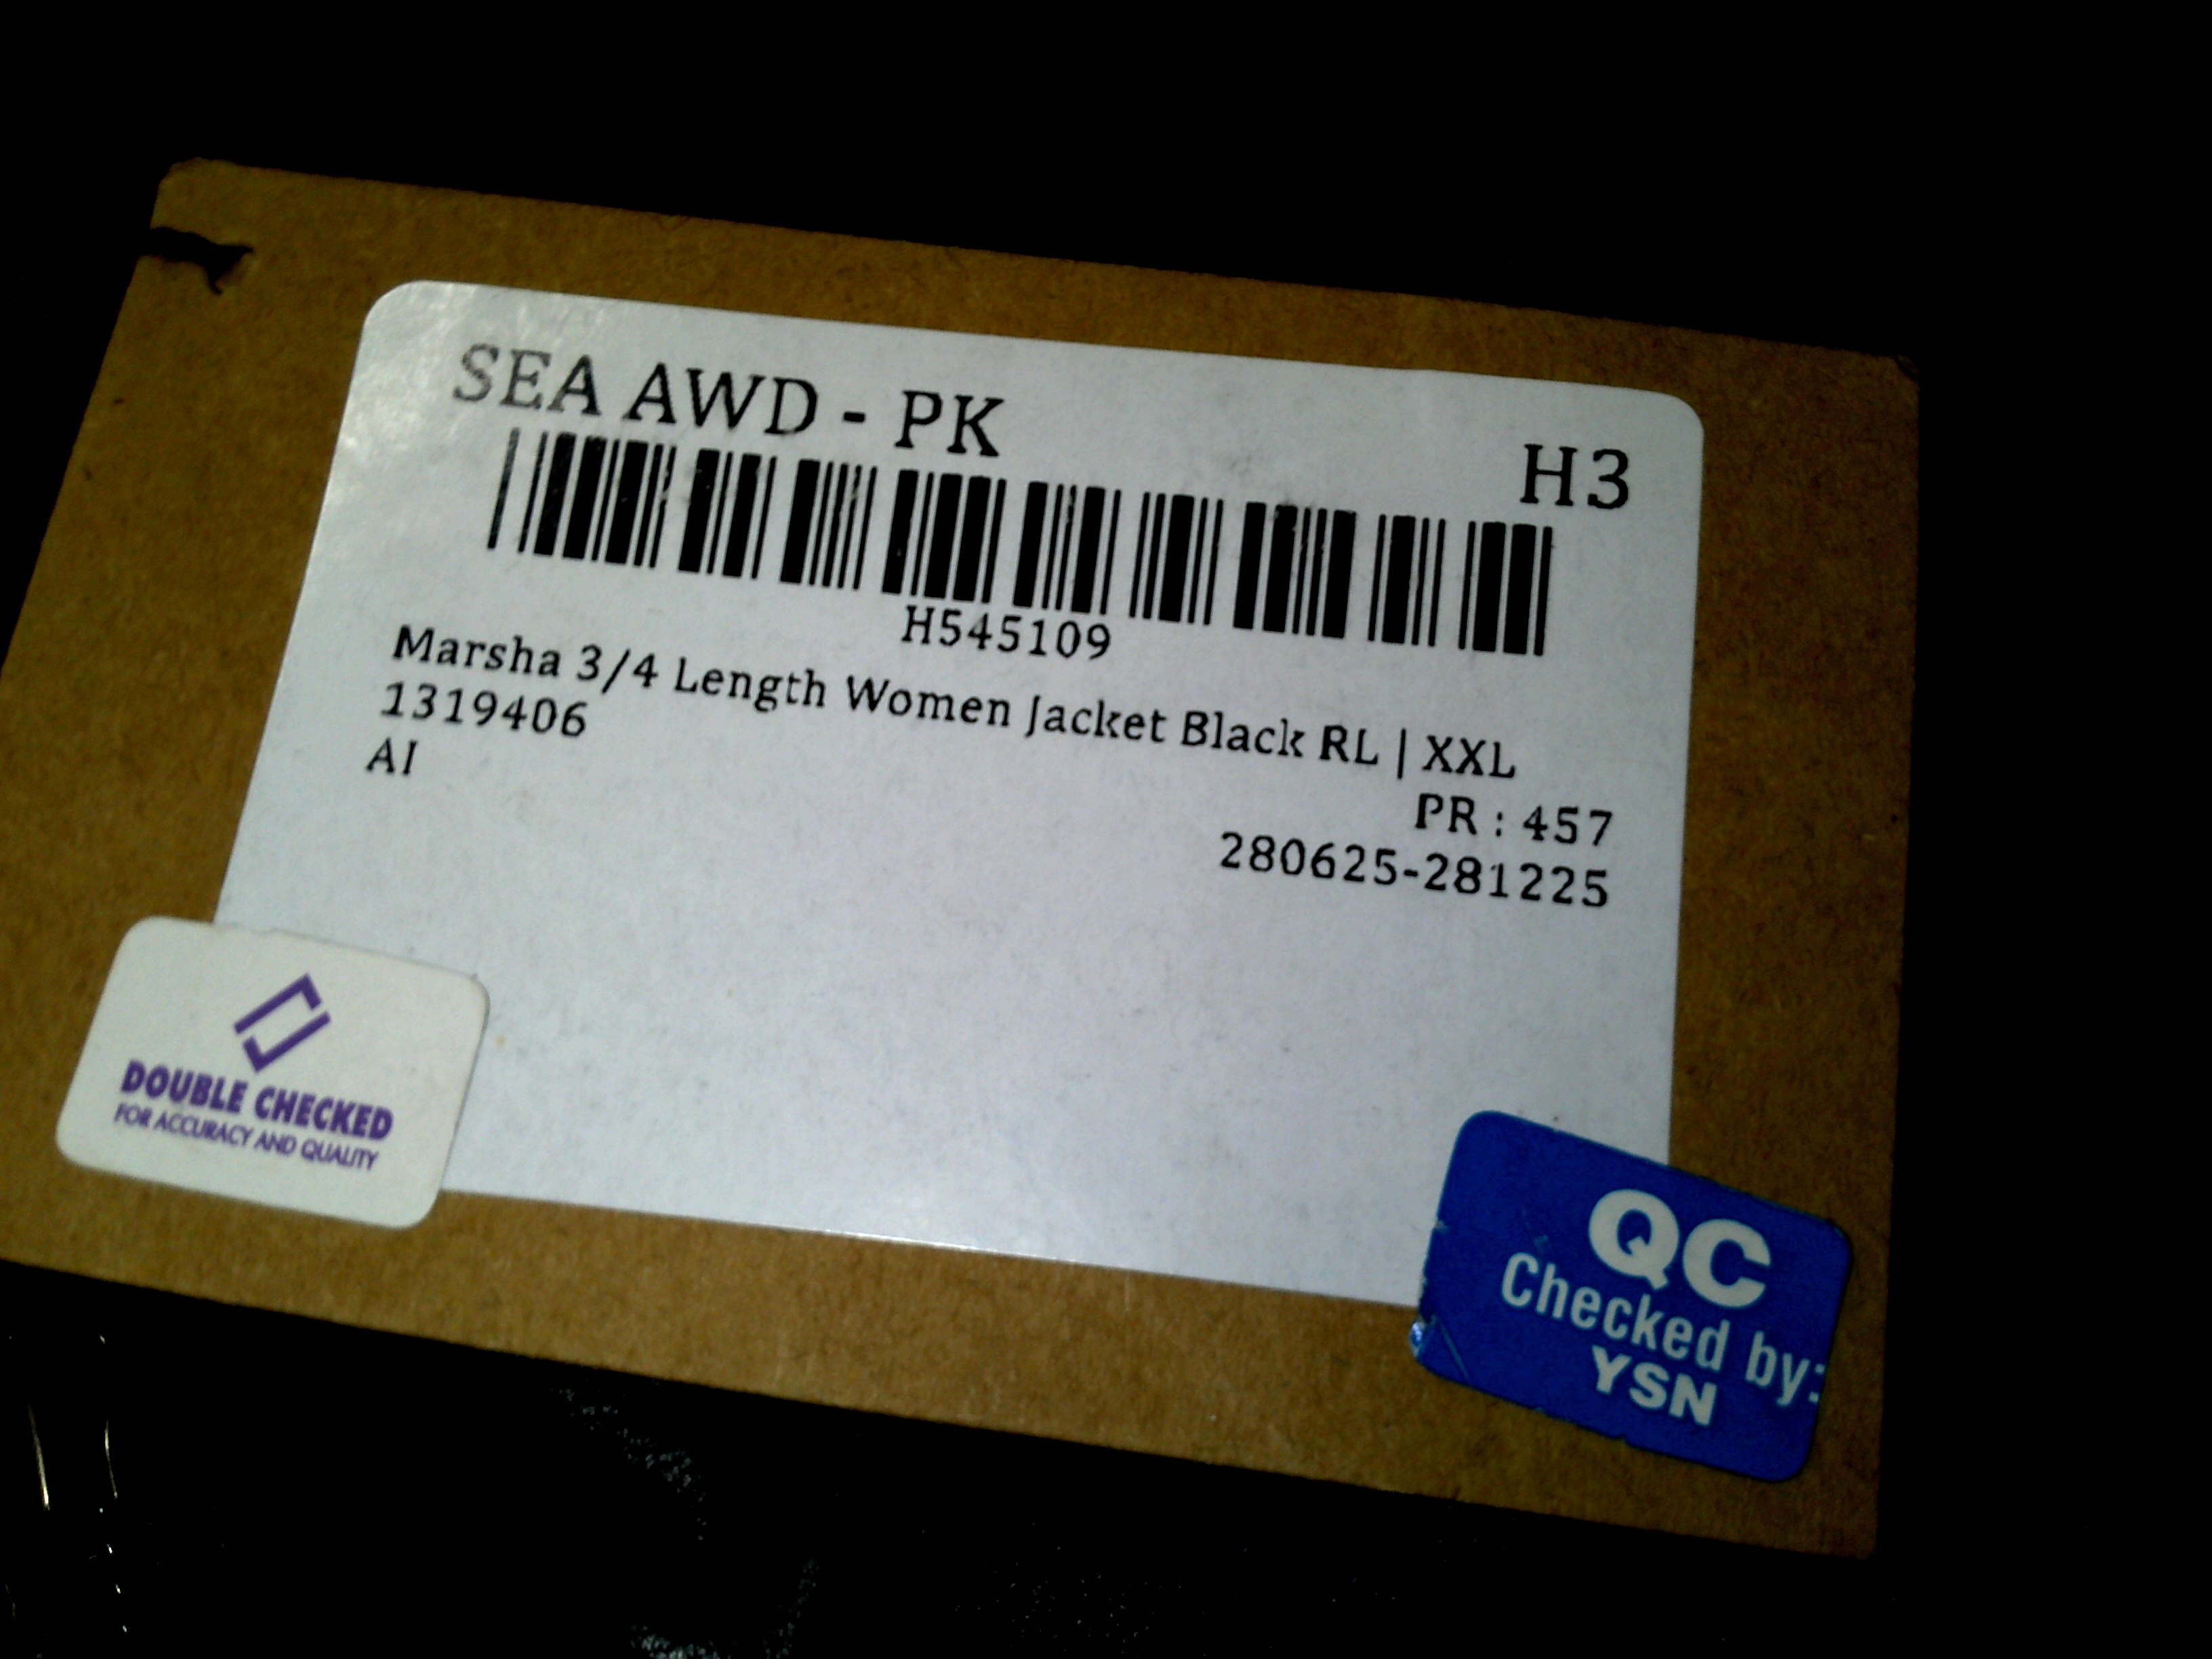 SEA AWD - PK
H3
H545109
Marsha 3/4 Length Women Jacket Black RL | XXL
1319406
AI
PR : 457
280625-281225
DOUBLE CHECKED
FOR ACCURACY AND QUALITY
QC
Checked by:
YSN